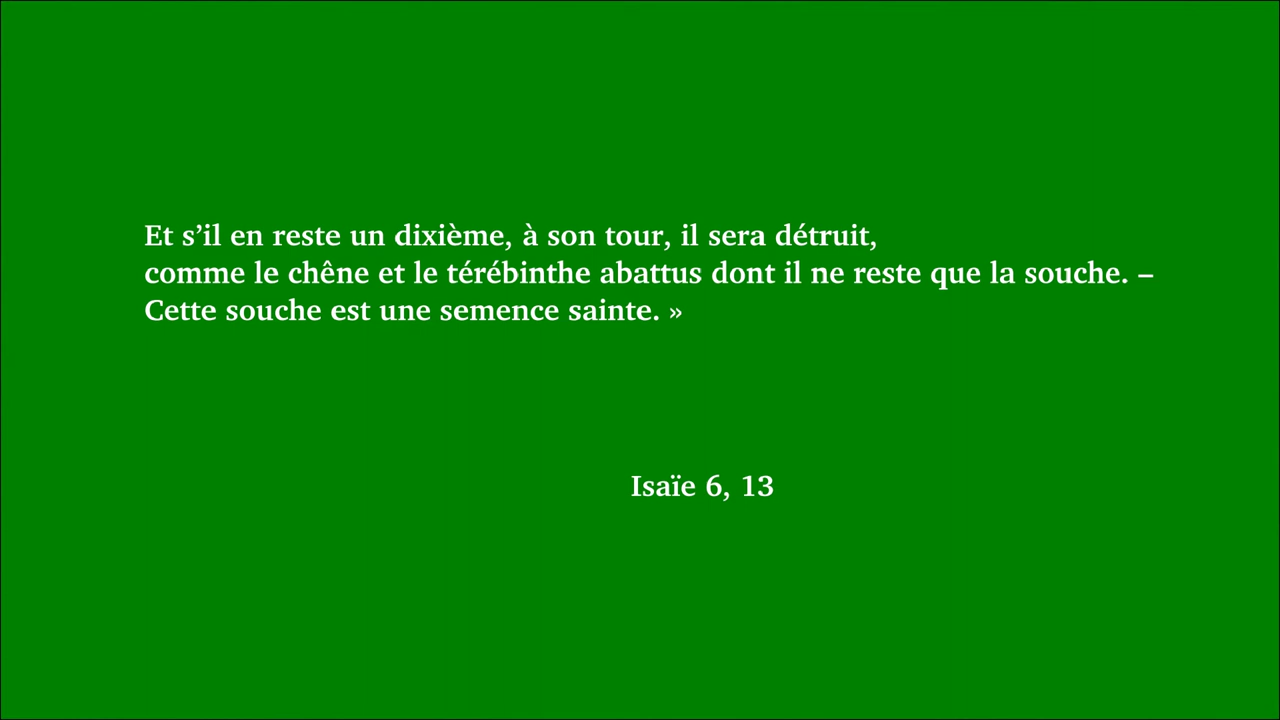 Et s’il en reste un dixième, à son tour, il sera détruit,
comme le chêne et le térébinthe abattus dont il ne reste que la souche. –
Cette souche est une semence sainte. »
Isaïe 6, 13